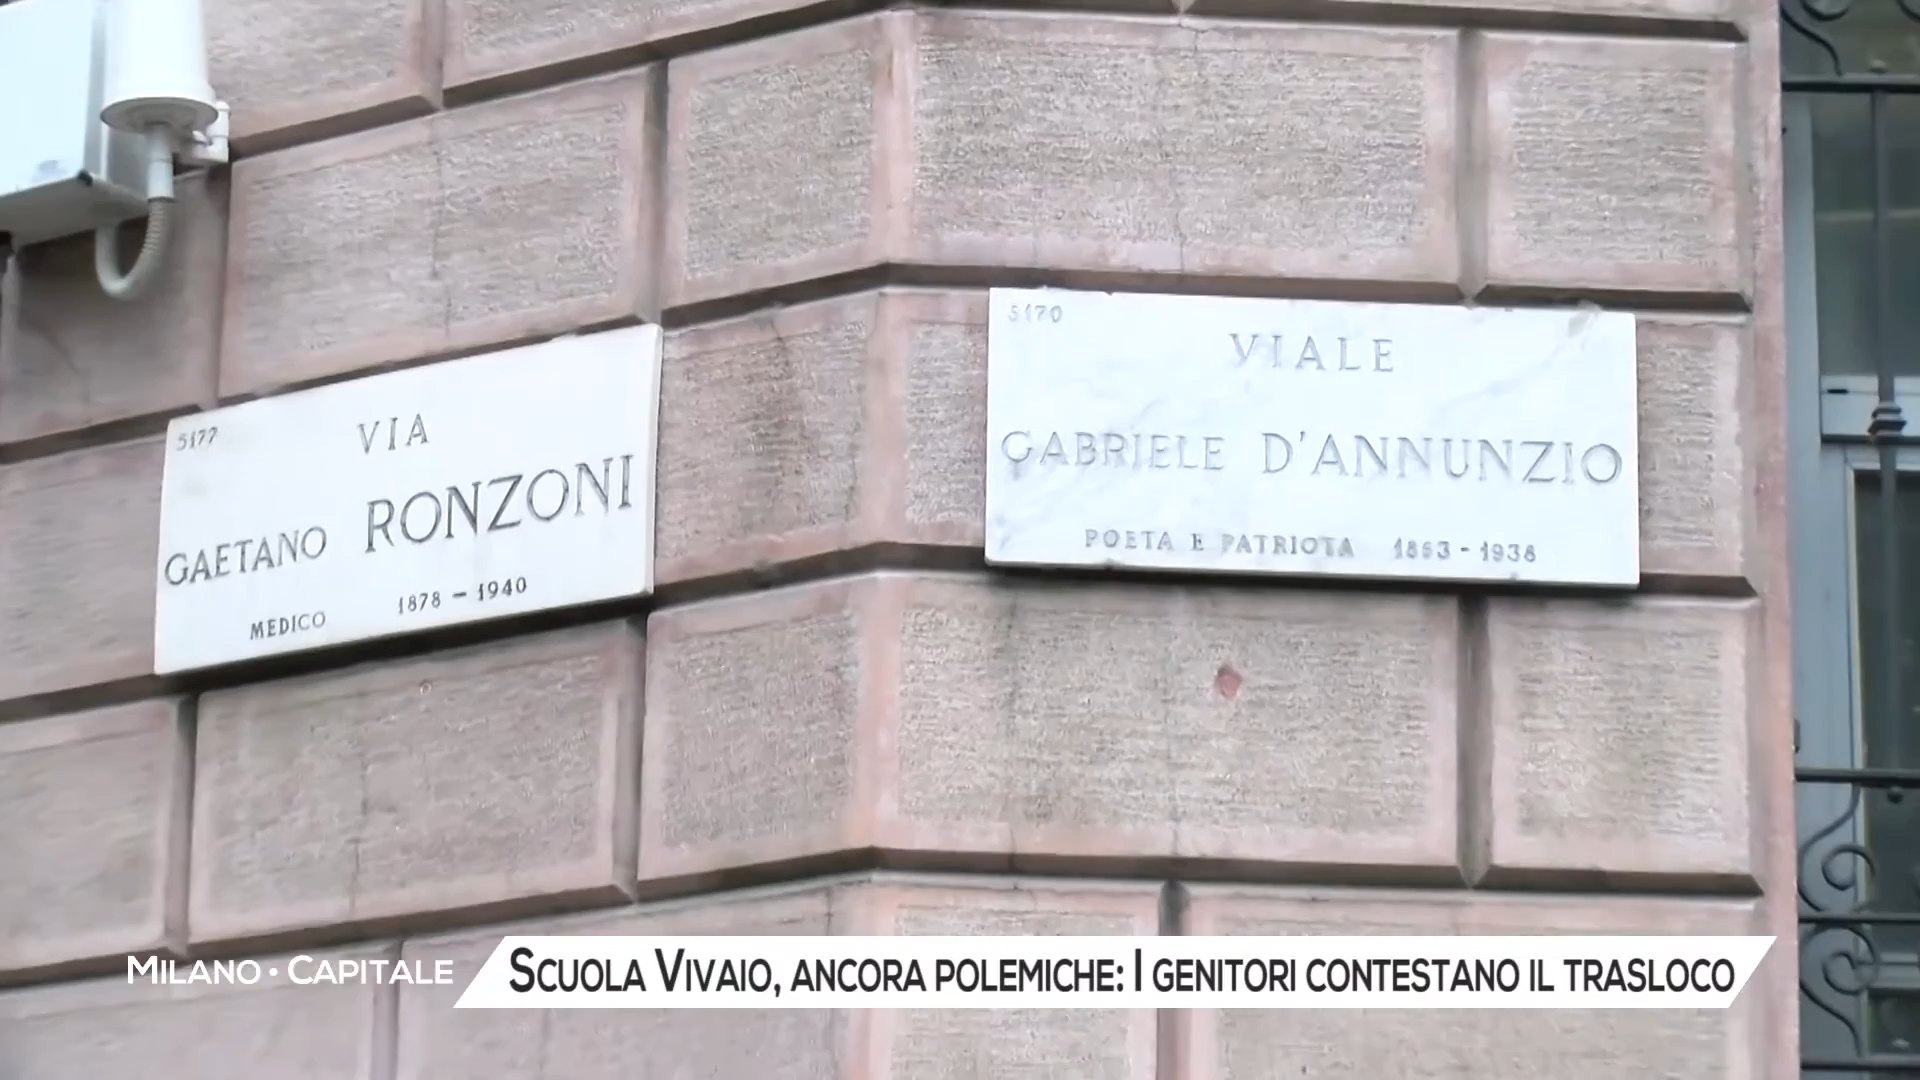 5177
VIA
GAETANO RONZONI
MEDICO 1878 - 1940
5170
VIALE
GABRIELE D'ANNUNZIO
POETA E PATRIOTA 1863 - 1938
MILANO • CAPITALE
SCUOLA VIVAIO, ANCORA POLEMICHE: I GENITORI CONTESTANO IL TRASLOCO